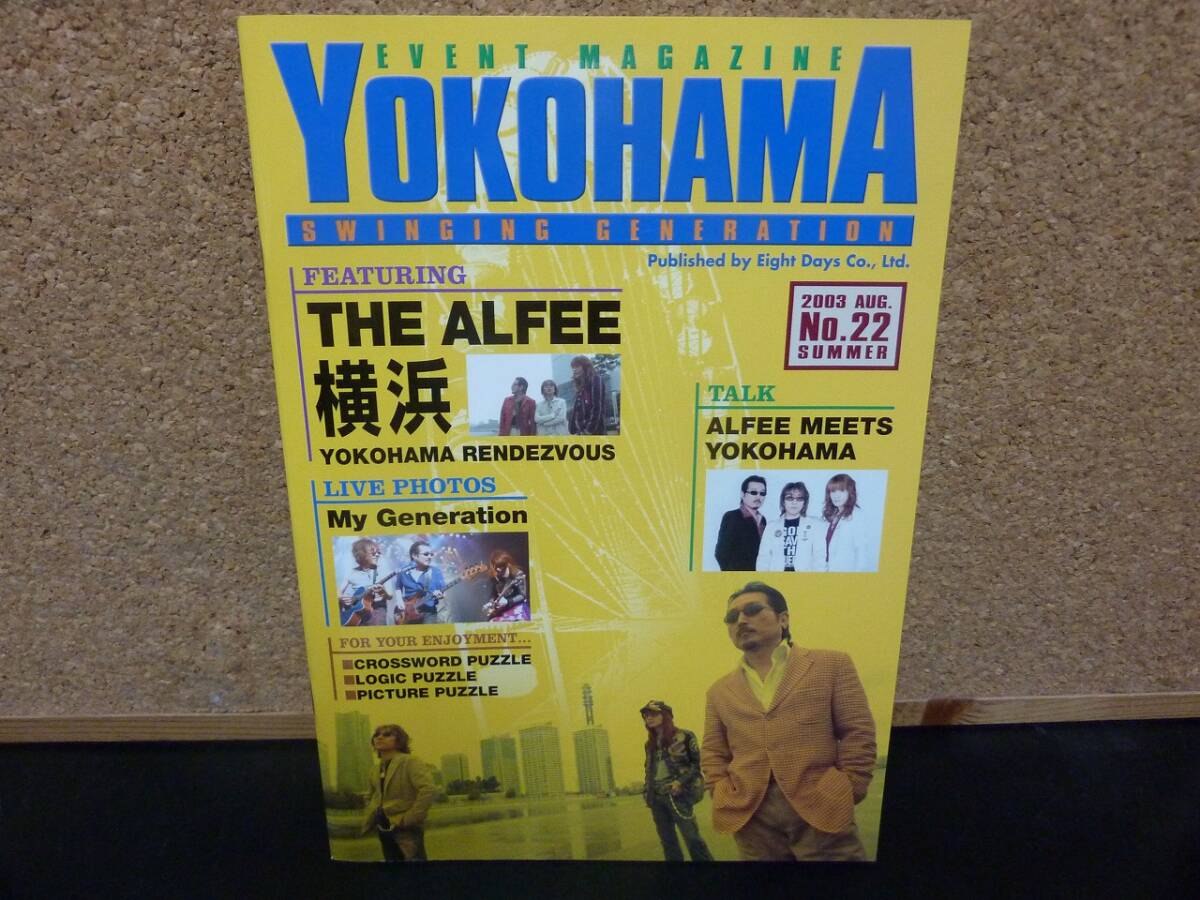 EVENT MAGAZINE
YOKOHAMA
SWINGING GENERATION
Published by Eight Days Co., Ltd.
FEATURING
THE ALFEE
横浜
YOKOHAMA RENDEZVOUS
2003 AUG.
No.22
SUMMER
TALK
ALFEE MEETS
YOKOHAMA
LIVE PHOTOS
My Generation
FOR YOUR ENJOYMENT...
■CROSSWORD PUZZLE
■LOGIC PUZZLE
■PICTURE PUZZLE